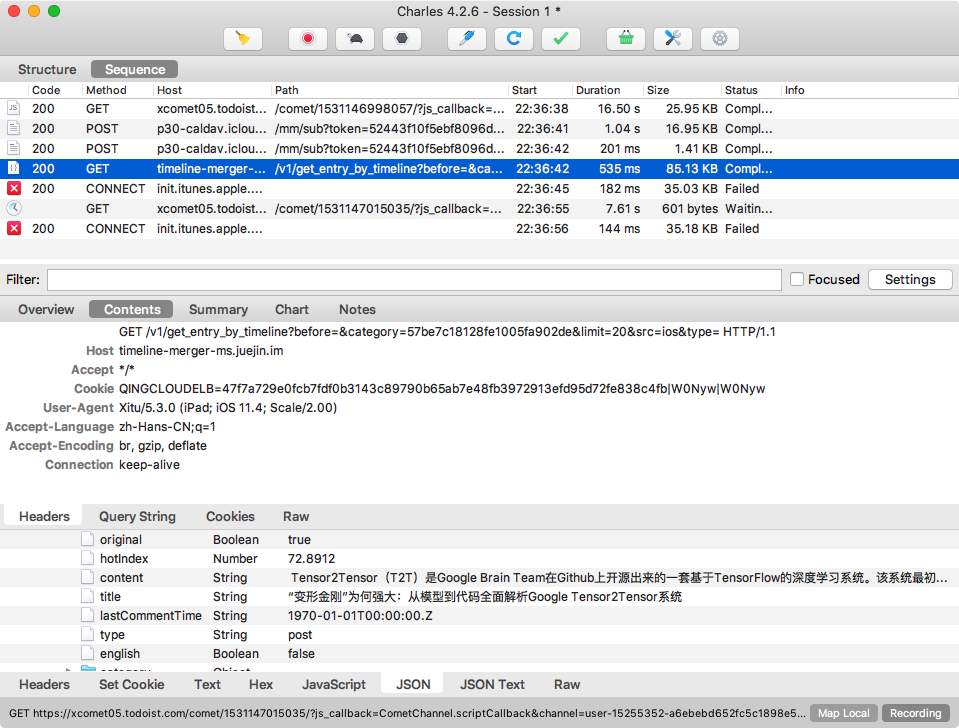 Charles 4.2.6 - Session 1 *
Structure Sequence
Code Method Host Path Start Duration Size Status Info
JS 200 GET xcomet05.todoist... /comet/1531146998057/?js_callback=... 22:36:38 16.50 s 25.95 KB Compl...
200 POST p30-caldav.iclou... /mm/sub?token=52443f10f5ebf8096d... 22:36:41 1.04 s 16.95 KB Compl...
200 POST p30-caldav.iclou... /mm/sub?token=52443f10f5ebf8096d... 22:36:42 201 ms 1.41 KB Compl...
200 GET timeline-merger-... /v1/get_entry_by_timeline?before=&ca... 22:36:42 535 ms 85.13 KB Compl...
200 CONNECT init.itunes.apple.... 22:36:45 182 ms 35.03 KB Failed
GET xcomet05.todoist... /comet/1531147015035/?js_callback=... 22:36:55 7.61 s 601 bytes Waitin...
200 CONNECT init.itunes.apple.... 22:36:56 144 ms 35.18 KB Failed
Filter: Focused Settings
Overview Contents Summary Chart Notes
GET /v1/get_entry_by_timeline?before=&category=57be7c18128fe1005fa902de&limit=20&src=ios&type= HTTP/1.1
Host timeline-merger-ms.juejin.im
Accept */*
Cookie QINGCLOUDELB=47f7a729e0fcb7fdf0b3143c89790b65ab7e48fb3972913efd95d72fe838c4fb|W0Nyw|W0Nyw
User-Agent Xitu/5.3.0 (iPad; iOS 11.4; Scale/2.00)
Accept-Language zh-Hans-CN;q=1
Accept-Encoding br, gzip, deflate
Connection keep-alive
Headers Query String Cookies Raw
original Boolean true
hotIndex Number 72.8912
content String Tensor2Tensor（T2T）是Google Brain Team在Github上开源出来的一套基于TensorFlow的深度学习系统。该系统最初...
title String “变形金刚”为何强大：从模型到代码全面解析Google Tensor2Tensor系统
lastCommentTime String 1970-01-01T00:00:00.Z
type String post
english Boolean false
category Object
Headers Set Cookie Text Hex JavaScript JSON JSON Text Raw
GET https://xcomet05.todoist.com/comet/1531147015035/?js_callback=CometChannel.scriptCallback&channel=user-15255352-a6ebebd652fc5c1898e5... Map Local Recording